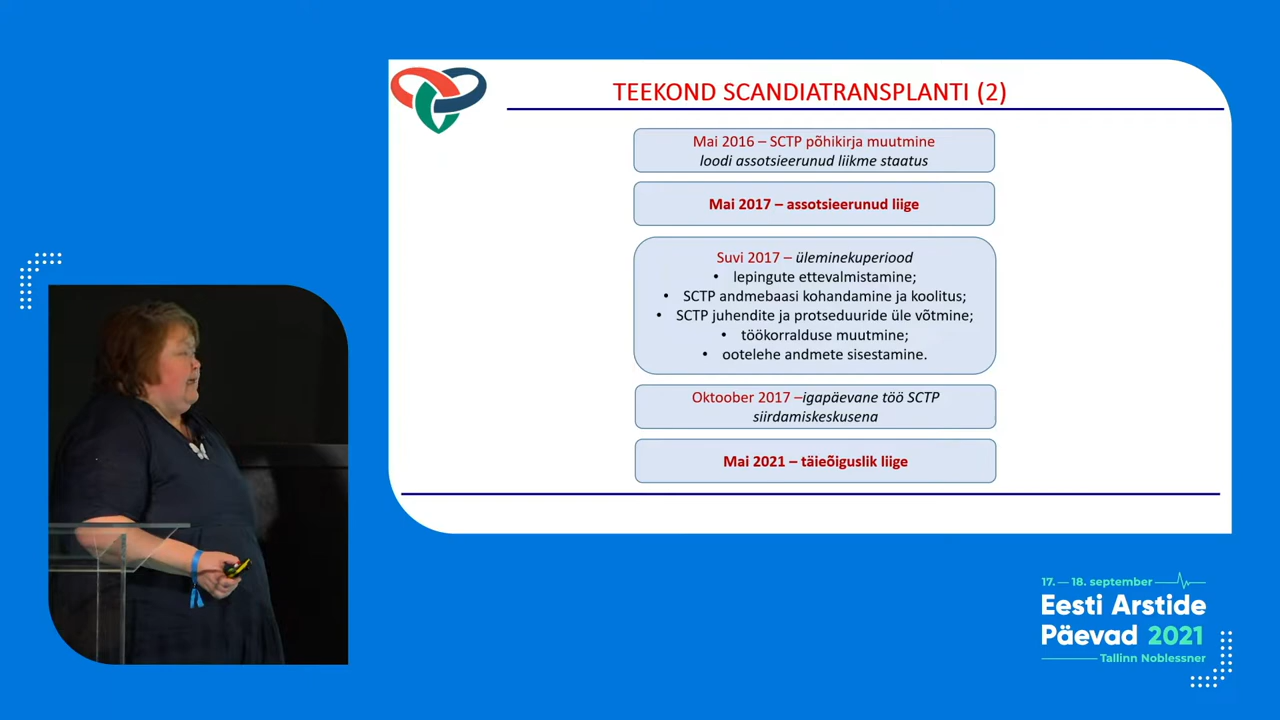 TEEKOND SCANDIATRANSPLANTI (2)
Mai 2016 – SCTP põhikirja muutmine
loodi assotsieerunud liikme staatus
Mai 2017 – assotsieerunud liige
Suvi 2017 – üleminekuperiood
• lepingute ettevalmistamine;
• SCTP andmebaasi kohandamine ja koolitus;
• SCTP juhendite ja protseduuride üle võtmine;
• töökorralduse muutmine;
• ootelehe andmete sisestamine.
Oktoober 2017 –igapäevane töö SCTP
siirdamiskeskusena
Mai 2021 – täieõiguslik liige
17. — 18. september
Eesti Arstide
Päevad 2021
Tallinn Noblessner